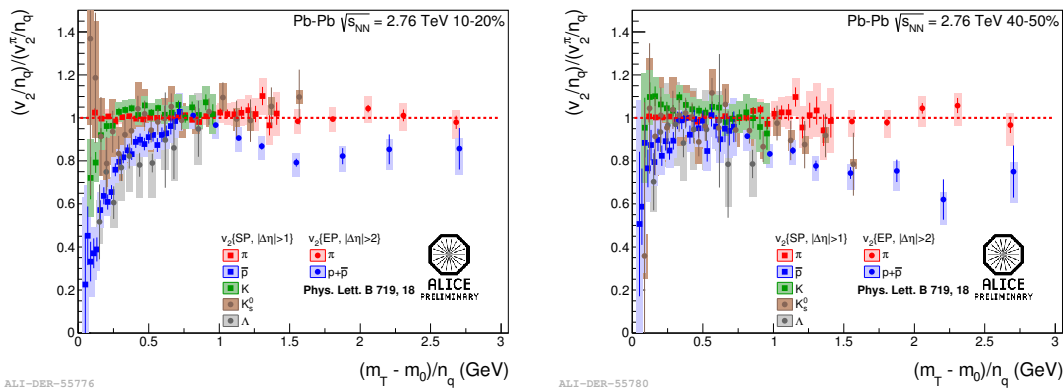 Pb-Pb √sNN = 2.76 TeV 10-20%
(v2/nq)/(v2π/nq)
1.4
1.2
1
0.8
0.6
0.4
0.2
0
v2{SP, |Δη|>1} v2{EP, |Δη|>2}
π π
p̅ p+p̅
K Phys. Lett. B 719, 18
K0s
Λ
ALICE
PRELIMINARY
0 0.5 1 1.5 2 2.5 3
(mT - m0)/nq (GeV)
ALI-DER-55776
Pb-Pb √sNN = 2.76 TeV 40-50%
(v2/nq)/(v2π/nq)
1.4
1.2
1
0.8
0.6
0.4
0.2
0
v2{SP, |Δη|>1} v2{EP, |Δη|>2}
π π
p̅ p+p̅
K Phys. Lett. B 719, 18
K0s
Λ
ALICE
PRELIMINARY
0 0.5 1 1.5 2 2.5 3
(mT - m0)/nq (GeV)
ALI-DER-55780